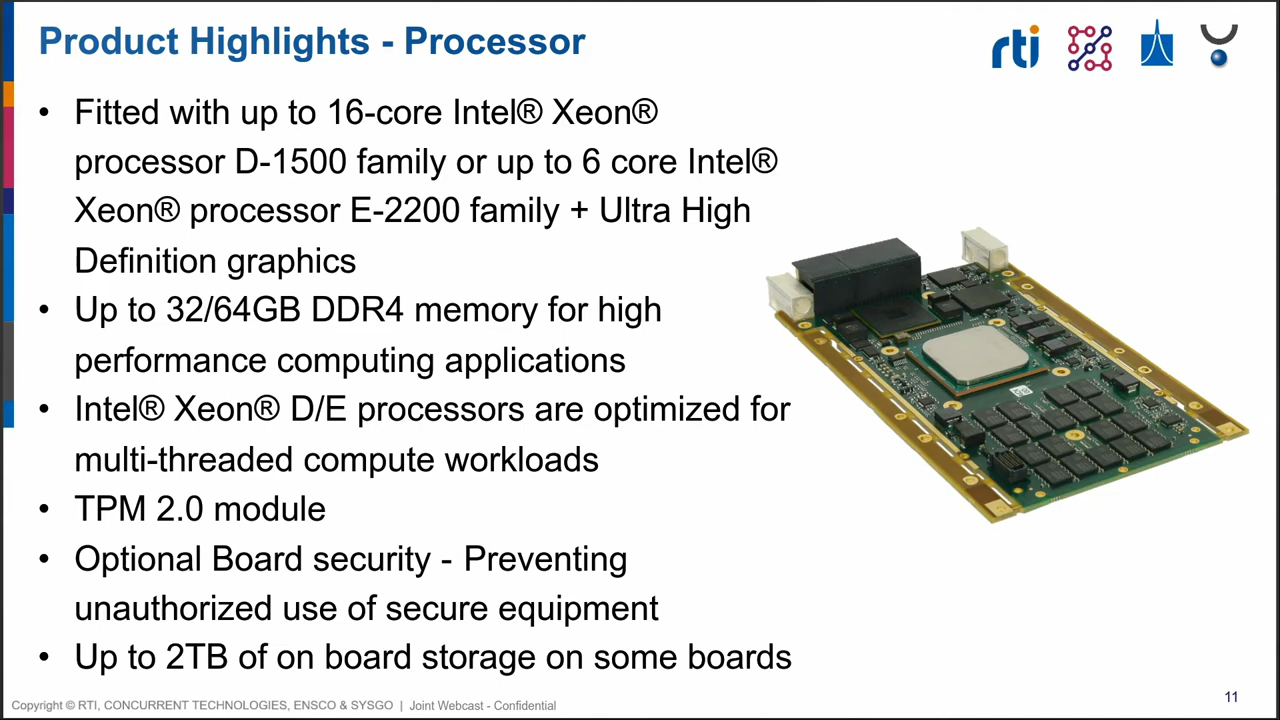 Product Highlights - Processor
rti
• Fitted with up to 16-core Intel® Xeon®
processor D-1500 family or up to 6 core Intel®
Xeon® processor E-2200 family + Ultra High
Definition graphics
• Up to 32/64GB DDR4 memory for high
performance computing applications
• Intel® Xeon® D/E processors are optimized for
multi-threaded compute workloads
• TPM 2.0 module
• Optional Board security - Preventing
unauthorized use of secure equipment
• Up to 2TB of on board storage on some boards
Copyright © RTI, CONCURRENT TECHNOLOGIES, ENSCO & SYSGO | Joint Webcast - Confidential
11